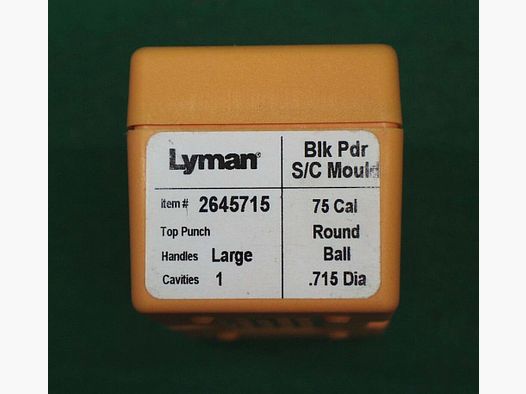 Lyman®
item# 2645715
Top Punch
Handles Large
Cavities 1
Blk Pdr
S/C Mould
75 Cal
Round
Ball
.715 Dia